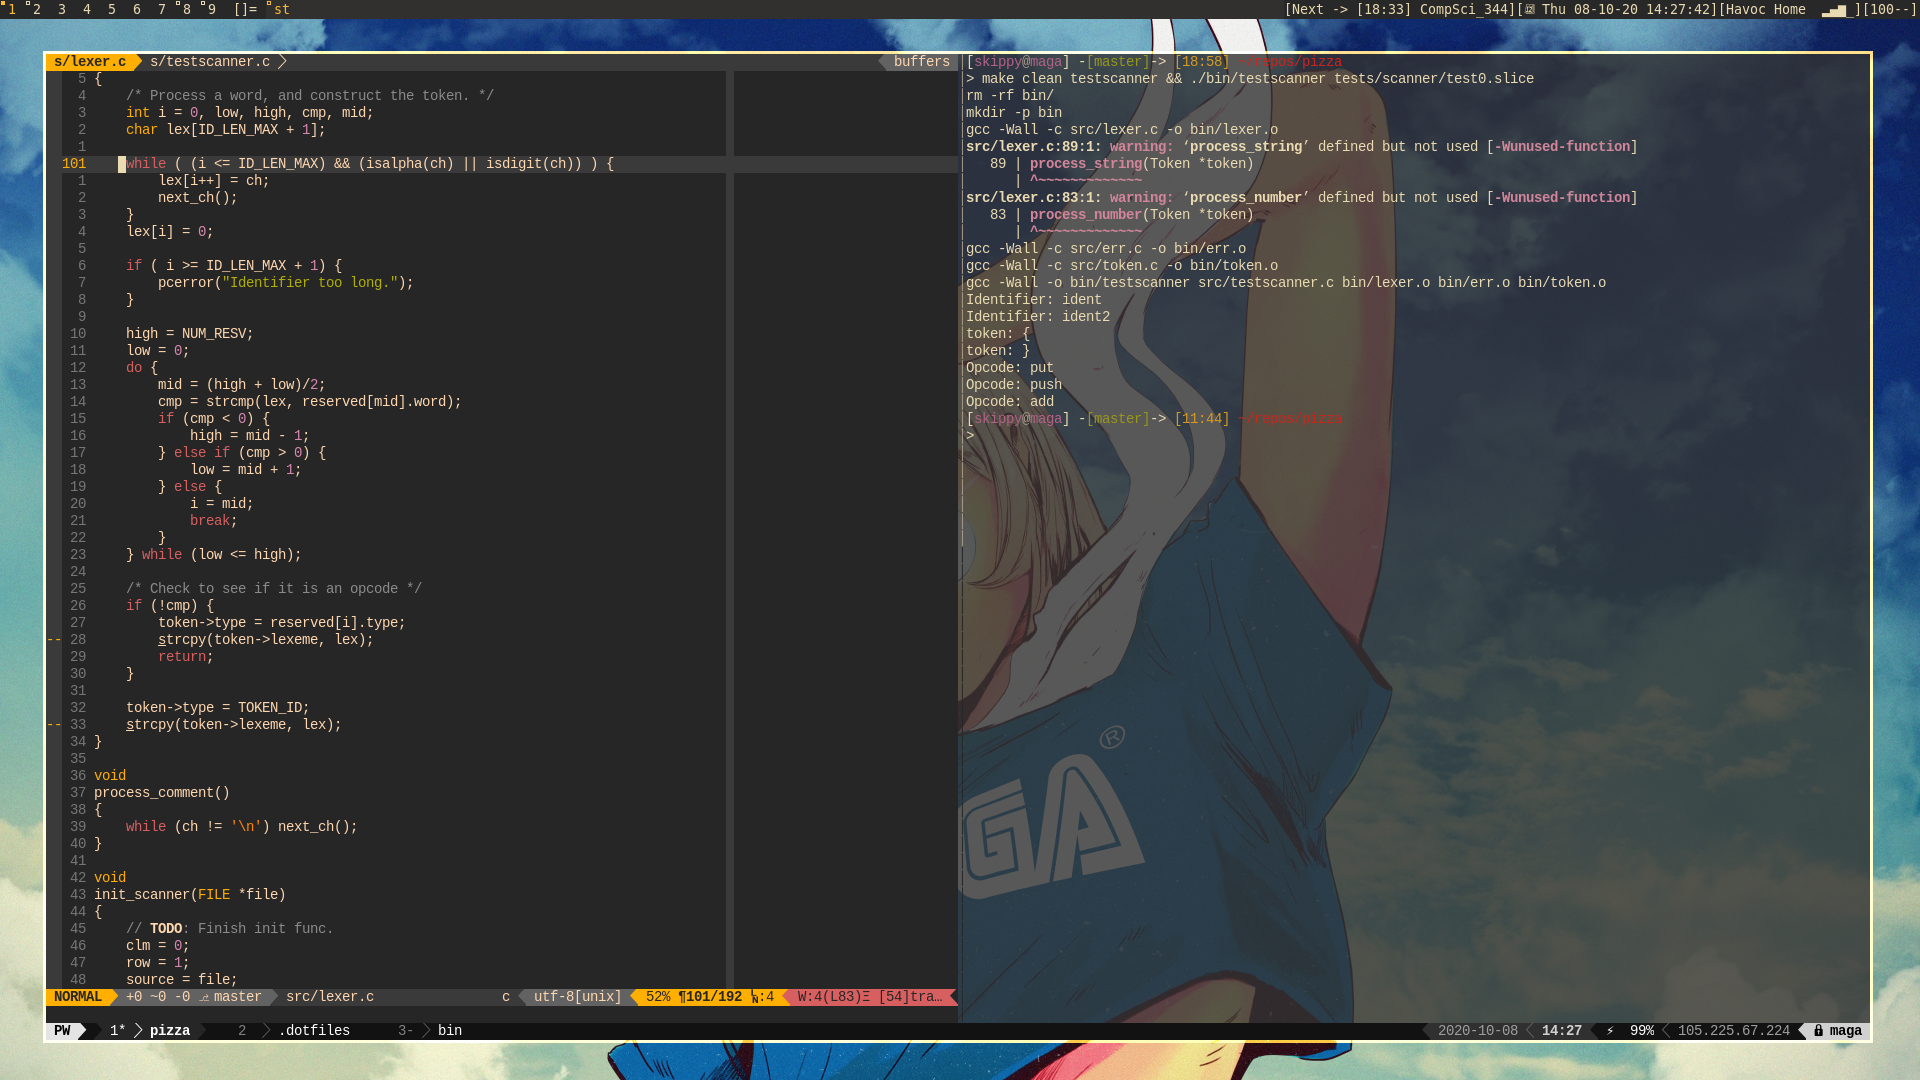 1 2 3 4 5 6 7 8 9 []= st
[Next -> [18:33] CompSci_344][ Thu 08-10-20 14:27:42][Havoc Home ][100--]
s/lexer.c s/testscanner.c buffers
5 {
4     /* Process a word, and construct the token. */
3     int i = 0, low, high, cmp, mid;
2     char lex[ID_LEN_MAX + 1];
1
101     while ( (i <= ID_LEN_MAX) && (isalpha(ch) || isdigit(ch)) ) {
1         lex[i++] = ch;
2         next_ch();
3     }
4     lex[i] = 0;
5
6     if ( i >= ID_LEN_MAX + 1) {
7         pcerror("Identifier too long.");
8     }
9
10     high = NUM_RESV;
11     low = 0;
12     do {
13         mid = (high + low)/2;
14         cmp = strcmp(lex, reserved[mid].word);
15         if (cmp < 0) {
16             high = mid - 1;
17         } else if (cmp > 0) {
18             low = mid + 1;
19         } else {
20             i = mid;
21             break;
22         }
23     } while (low <= high);
24
25     /* Check to see if it is an opcode */
26     if (!cmp) {
27         token->type = reserved[i].type;
-- 28         strcpy(token->lexeme, lex);
29         return;
30     }
31
32     token->type = TOKEN_ID;
-- 33     strcpy(token->lexeme, lex);
34 }
35
36 void
37 process_comment()
38 {
39     while (ch != '\n') next_ch();
40 }
41
42 void
43 init_scanner(FILE *file)
44 {
45     // TODO: Finish init func.
46     clm = 0;
47     row = 1;
48     source = file;
NORMAL +0 ~0 -0 master src/lexer.c c utf-8[unix] 52% ¶101/192 :4 W:4(L83)Ξ [54]tra…
[skippy@maga] -[master]-> [18:58] ~/repos/pizza
> make clean testscanner && ./bin/testscanner tests/scanner/test0.slice
rm -rf bin/
mkdir -p bin
gcc -Wall -c src/lexer.c -o bin/lexer.o
src/lexer.c:89:1: warning: ‘process_string’ defined but not used [-Wunused-function]
   89 | process_string(Token *token)
      | ^~~~~~~~~~~~~~
src/lexer.c:83:1: warning: ‘process_number’ defined but not used [-Wunused-function]
   83 | process_number(Token *token)
      | ^~~~~~~~~~~~~~
gcc -Wall -c src/err.c -o bin/err.o
gcc -Wall -c src/token.c -o bin/token.o
gcc -Wall -o bin/testscanner src/testscanner.c bin/lexer.o bin/err.o bin/token.o
Identifier: ident
Identifier: ident2
token: {
token: }
Opcode: put
Opcode: push
Opcode: add
[skippy@maga] -[master]-> [11:44] ~/repos/pizza
>
GA ®
PW 1* pizza 2 .dotfiles 3- bin 2020-10-08 14:27 ⚡ 99% 105.225.67.224 maga